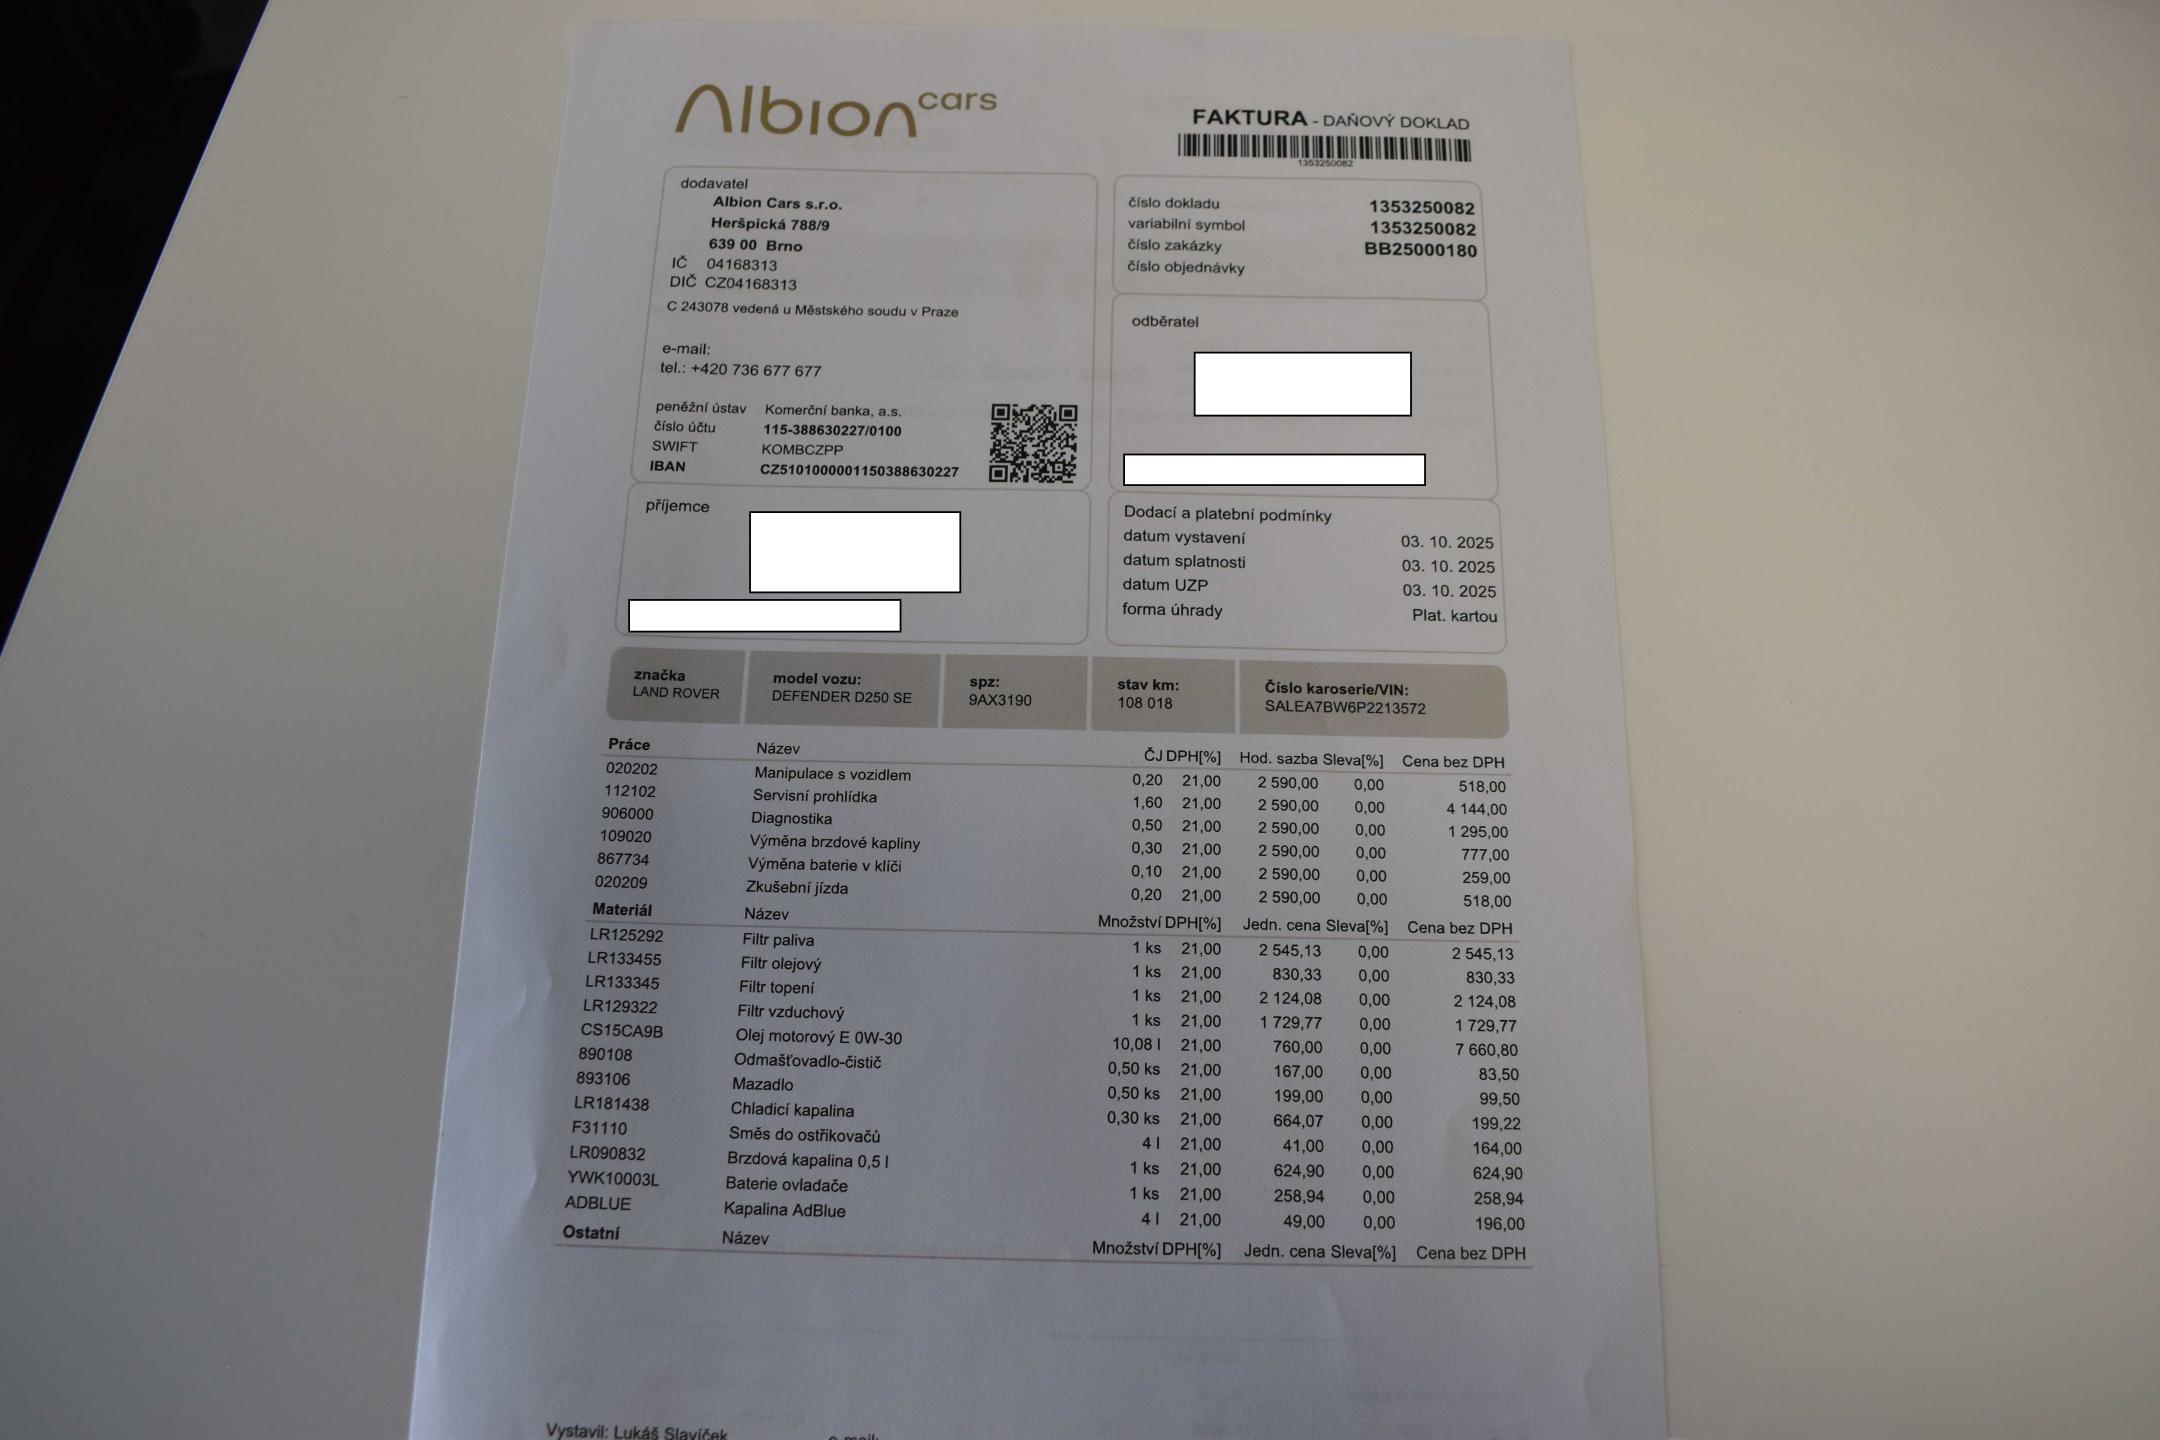 Albion cars
FAKTURA - DAŇOVÝ DOKLAD
1353250082
dodavatel
Albion Cars s.r.o.
Heršpická 788/9
639 00 Brno
IČ 04168313
DIČ CZ04168313
C 243078 vedená u Městského soudu v Praze
e-mail:
tel.: +420 736 677 677
peněžní ústav Komerční banka, a.s.
číslo účtu 115-388630227/0100
SWIFT KOMBCZPP
IBAN CZ5101000001150388630227
číslo dokladu 1353250082
variabilní symbol 1353250082
číslo zakázky BB25000180
číslo objednávky
odběratel
příjemce
Dodací a platební podmínky
datum vystavení 03. 10. 2025
datum splatnosti 03. 10. 2025
datum UZP 03. 10. 2025
forma úhrady Plat. kartou
značka model vozu: spz: stav km: Číslo karoserie/VIN:
LAND ROVER DEFENDER D250 SE 9AX3190 108 018 SALEA7BW6P2213572
Práce Název ČJ DPH[%] Hod. sazba Sleva[%] Cena bez DPH
020202 Manipulace s vozidlem 0,20 21,00 2 590,00 0,00 518,00
112102 Servisní prohlídka 1,60 21,00 2 590,00 0,00 4 144,00
906000 Diagnostika 0,50 21,00 2 590,00 0,00 1 295,00
109020 Výměna brzdové kapliny 0,30 21,00 2 590,00 0,00 777,00
867734 Výměna baterie v klíči 0,10 21,00 2 590,00 0,00 259,00
020209 Zkušební jízda 0,20 21,00 2 590,00 0,00 518,00
Materiál Název Množství DPH[%] Jedn. cena Sleva[%] Cena bez DPH
LR125292 Filtr paliva 1 ks 21,00 2 545,13 0,00 2 545,13
LR133455 Filtr olejový 1 ks 21,00 830,33 0,00 830,33
LR133345 Filtr topení 1 ks 21,00 2 124,08 0,00 2 124,08
LR129322 Filtr vzduchový 1 ks 21,00 1 729,77 0,00 1 729,77
CS15CA9B Olej motorový E 0W-30 10,08 l 21,00 760,00 0,00 7 660,80
890108 Odmašťovadlo-čistič 0,50 ks 21,00 167,00 0,00 83,50
893106 Mazadlo 0,50 ks 21,00 199,00 0,00 99,50
LR181438 Chladicí kapalina 0,30 ks 21,00 664,07 0,00 199,22
F31110 Směs do ostřikovačů 4 l 21,00 41,00 0,00 164,00
LR090832 Brzdová kapalina 0,5 l 1 ks 21,00 624,90 0,00 624,90
YWK10003L Baterie ovladače 1 ks 21,00 258,94 0,00 258,94
ADBLUE Kapalina AdBlue 4 l 21,00 49,00 0,00 196,00
Ostatní Název Množství DPH[%] Jedn. cena Sleva[%] Cena bez DPH
Vystavil: Lukáš Slavíček e-mail: